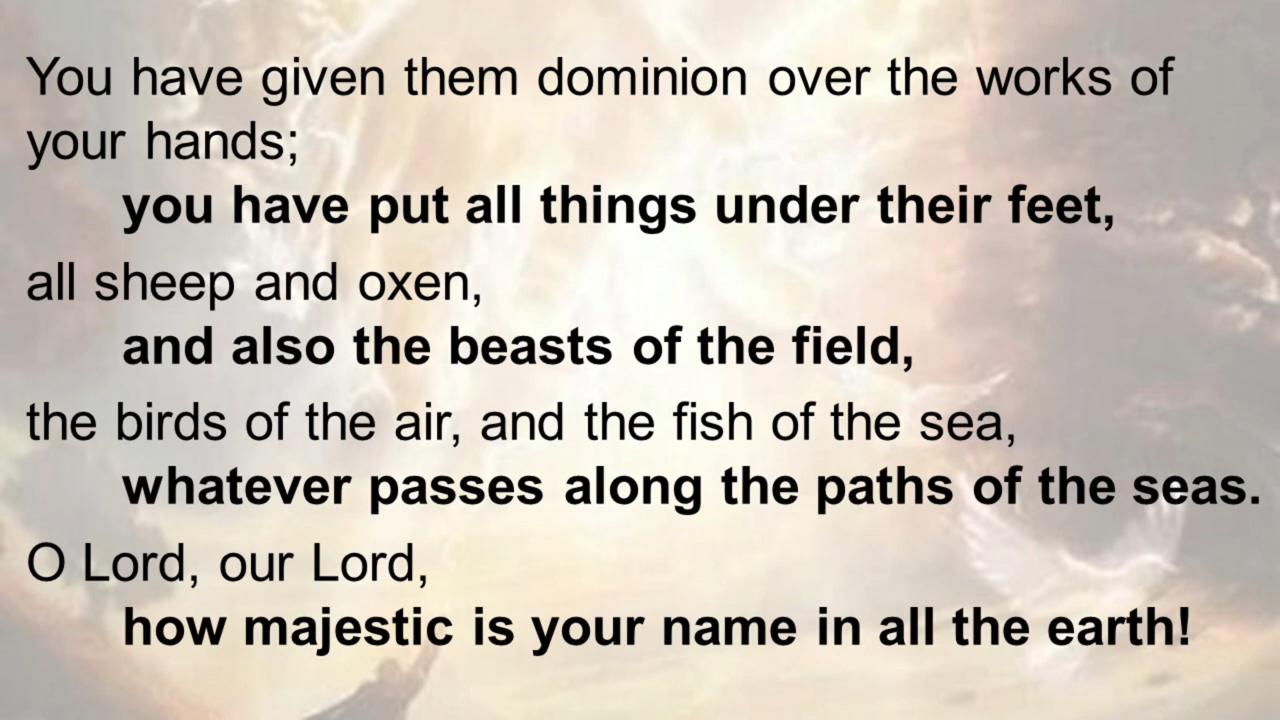 You have given them dominion over the works of
your hands;
you have put all things under their feet,
all sheep and oxen,
and also the beasts of the field,
the birds of the air, and the fish of the sea,
whatever passes along the paths of the seas.
O Lord, our Lord,
how majestic is your name in all the earth!